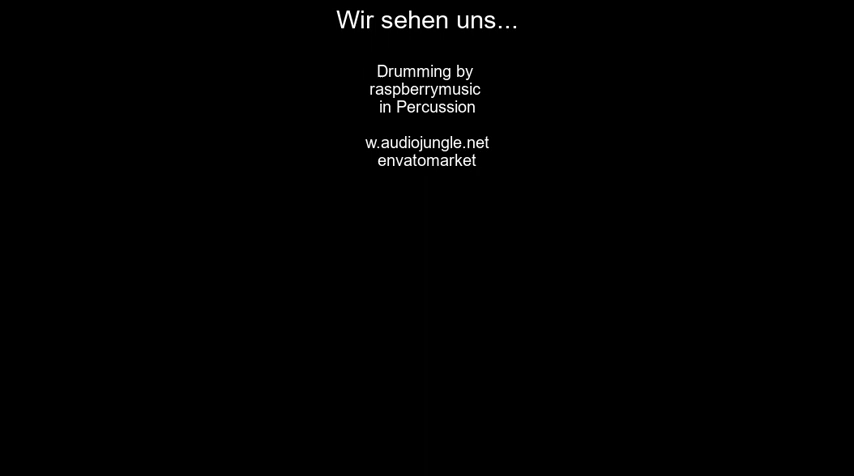 Wir sehen uns...
Drumming by
raspberrymusic
in Percussion
w.audiojungle.net
envatomarket